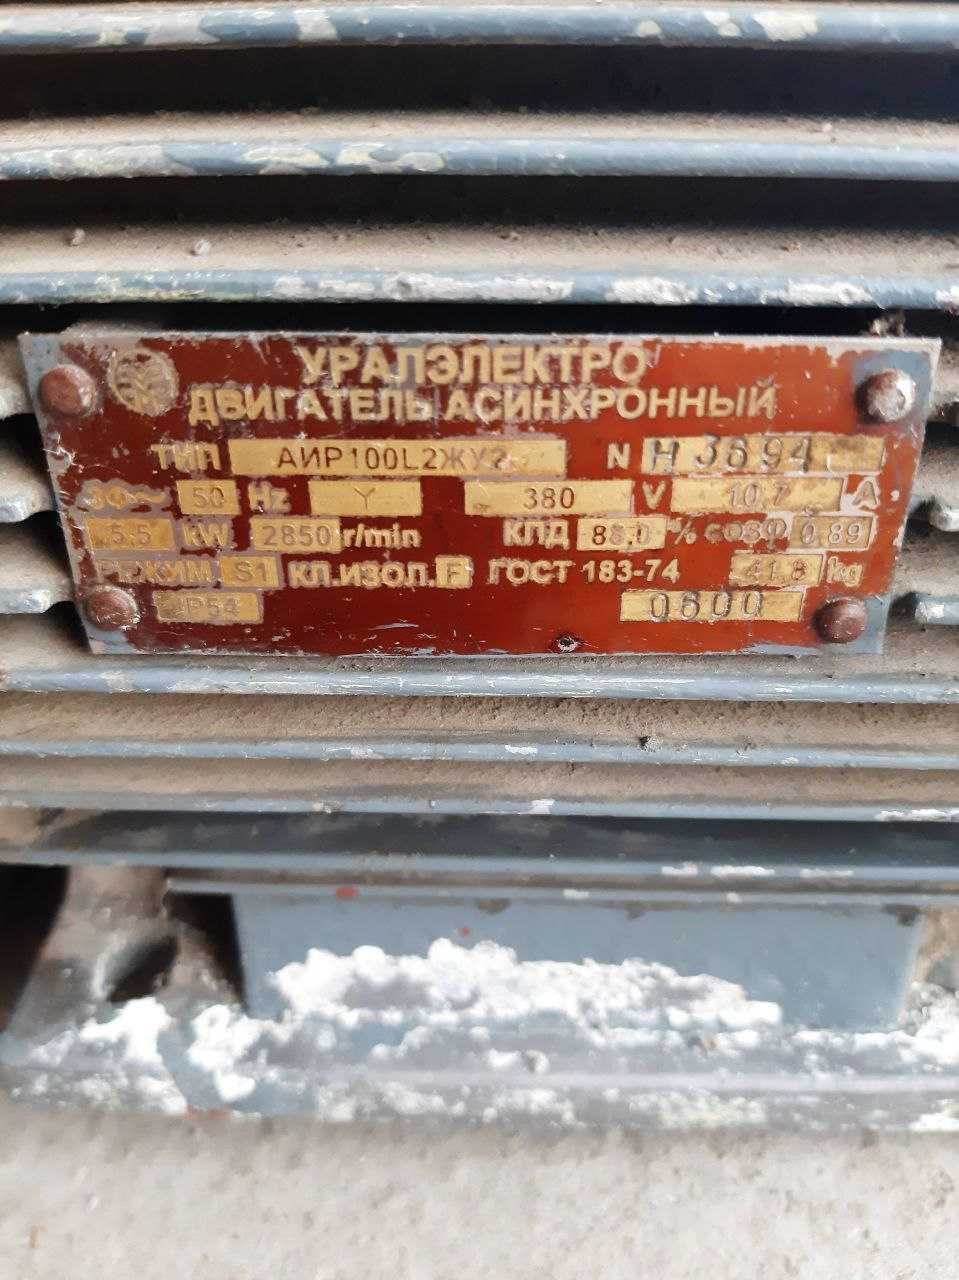 УРАЛЭЛЕКТРО
ДВИГАТЕЛЬ АСИНХРОННЫЙ
ТИП АИР100L2ЖУ2 N Н 3694
3Ф~ 50 Hz Y 380 V 10,7 A
5.5 kW 2850 r/min КПД 88,0 % cosφ 0,89
РЕЖИМ S1 КЛ.ИЗОЛ. F ГОСТ 183-74 41.8 kg
IP54 0600